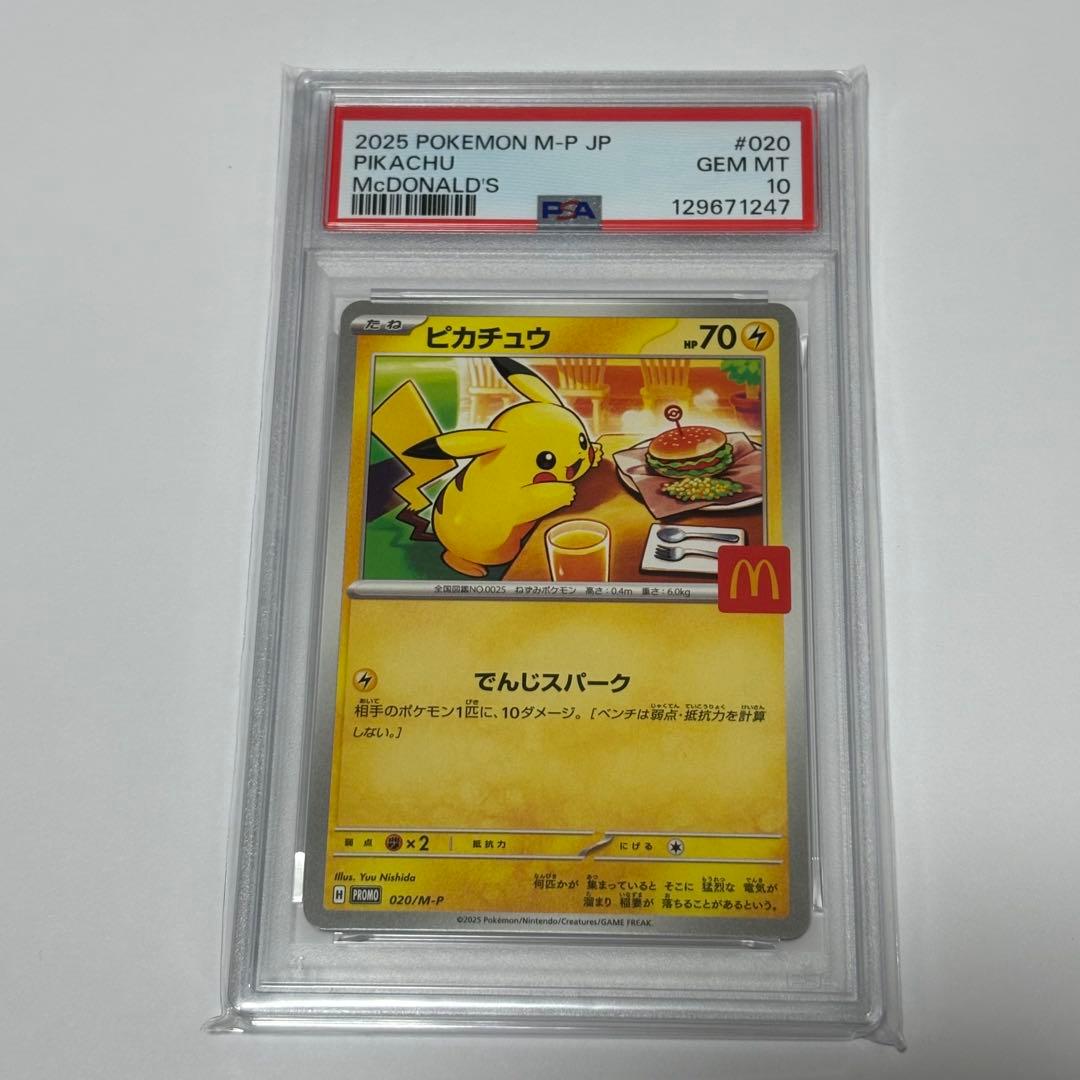 2025 POKEMON M-P JP #020
PIKACHU GEM MT
McDONALD'S 10
PSA 129671247
たね ピカチュウ HP 70
M
全国図鑑NO.0025 ねずみポケモン 高さ:0.4m 重さ:6.0kg
でんじスパーク
相手のポケモン1匹に、10ダメージ。[ベンチは弱点・抵抗力を計算
しない。]
弱点 ×2 抵抗力 にげる
Illus. Yuu Nishida
何匹かが 集まっていると そこに 猛烈な 電気が
溜まり 稲妻が 落ちることがあるという。
H PROMO 020/M-P
©2025 Pokémon/Nintendo/Creatures/GAME FREAK.